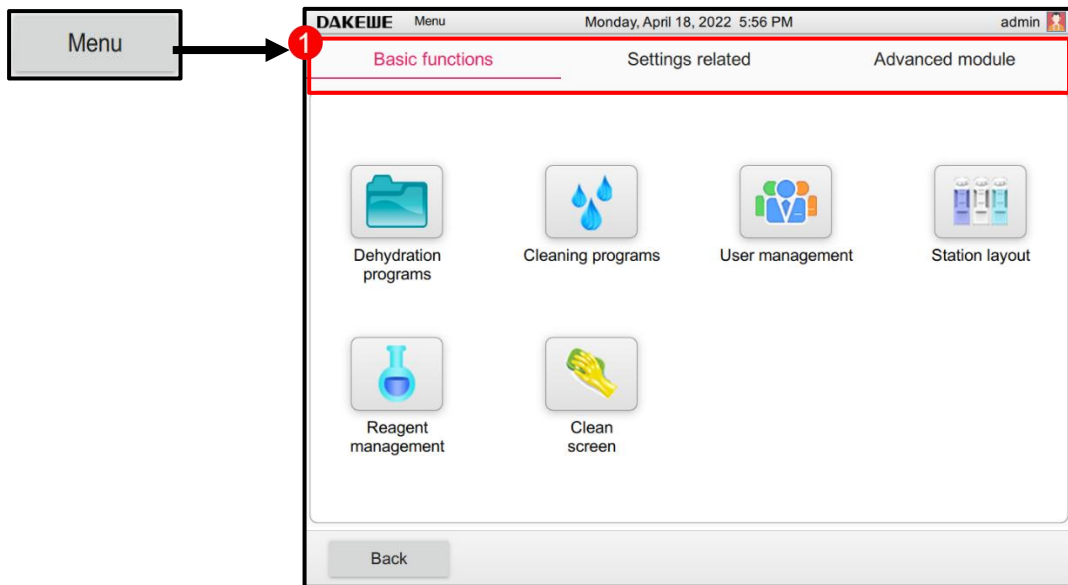 Menu
DAKEWE Menu Monday, April 18, 2022 5:56 PM admin
1
Basic functions Settings related Advanced module
Dehydration
programs
Cleaning programs
User management
Station layout
Reagent
management
Clean
screen
Back